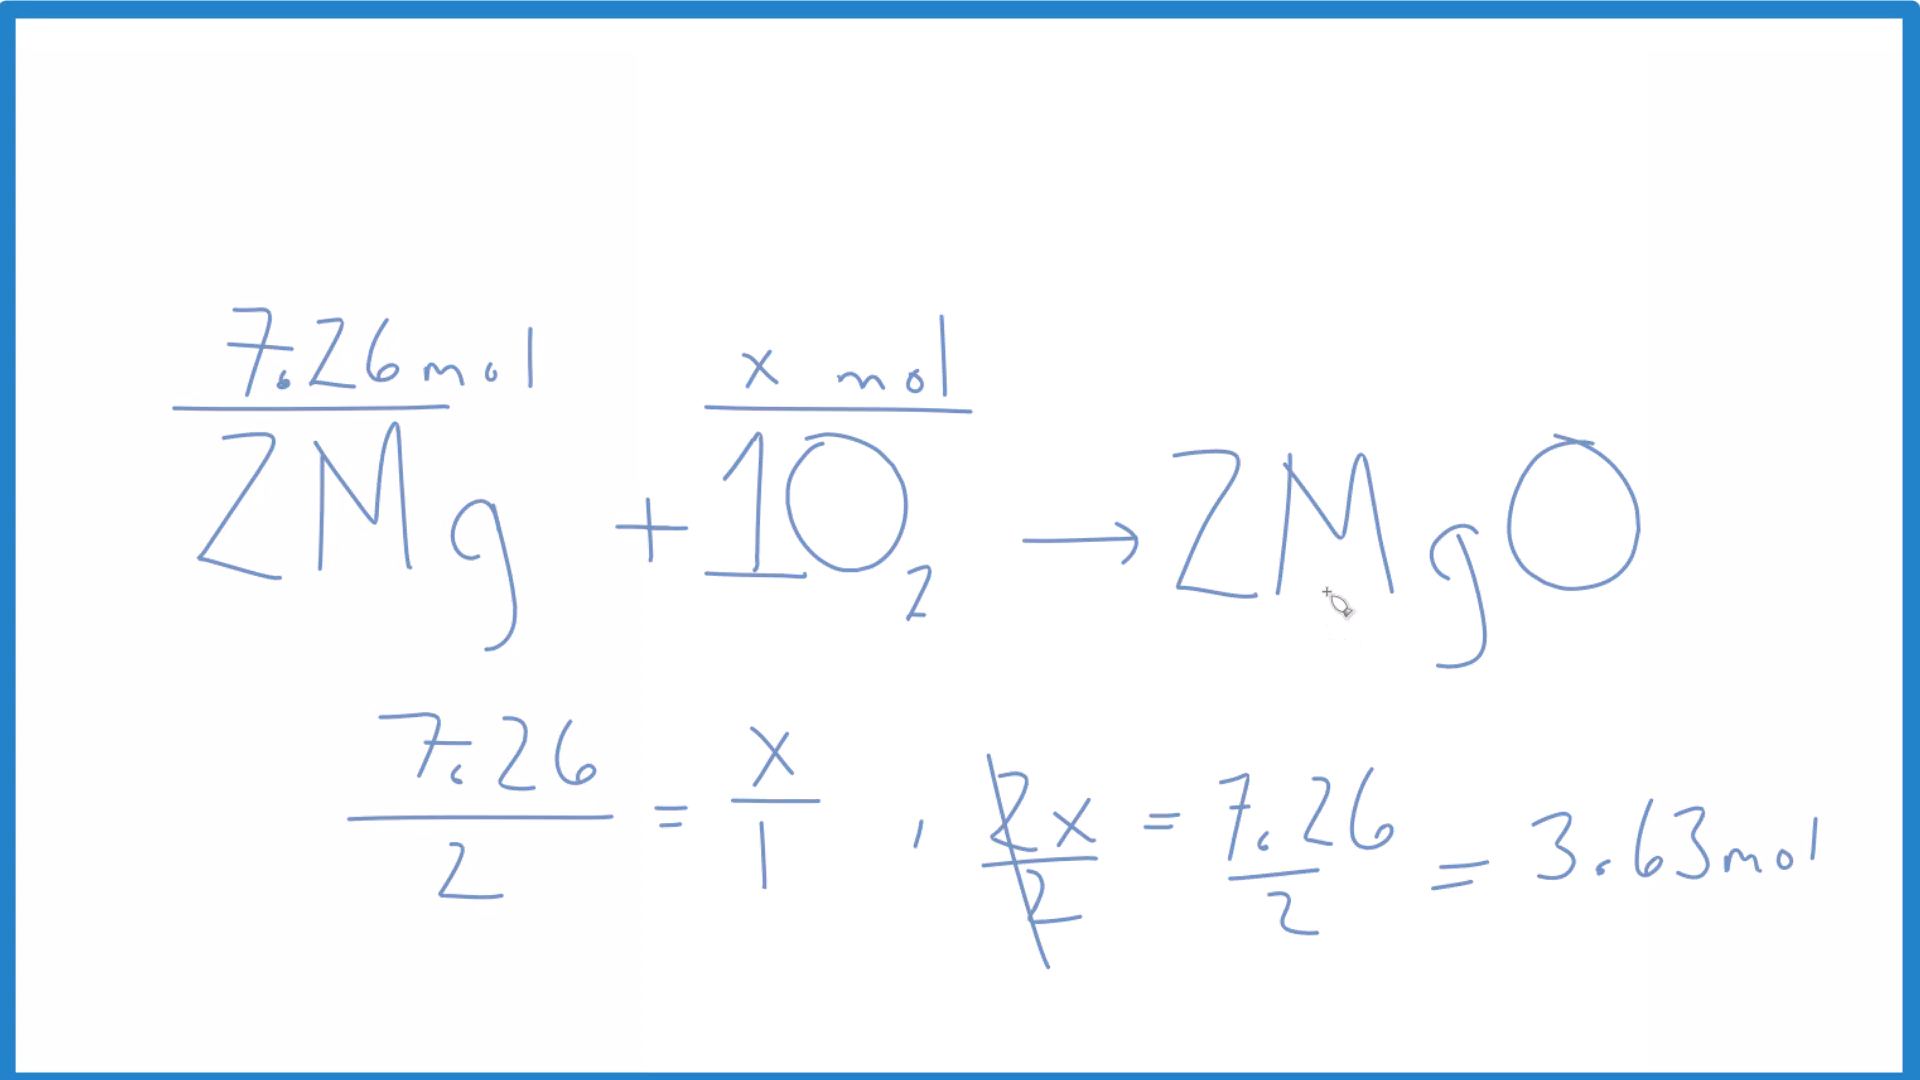 7.26 mol x mol
2Mg + 1O₂ → 2MgO
7.26 / 2 = x / 1 , 2x / 2 = 7.26 / 2 = 3.63 mol